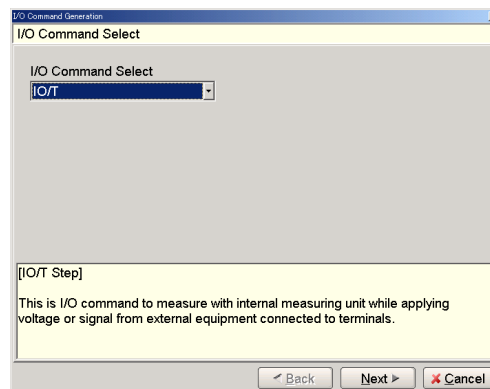 I/O Command Generation
I/O Command Select
I/O Command Select
IO/T
[IO/T Step]
This is I/O command to measure with internal measuring unit while applying
voltage or signal from external equipment connected to terminals.
Back Next Cancel